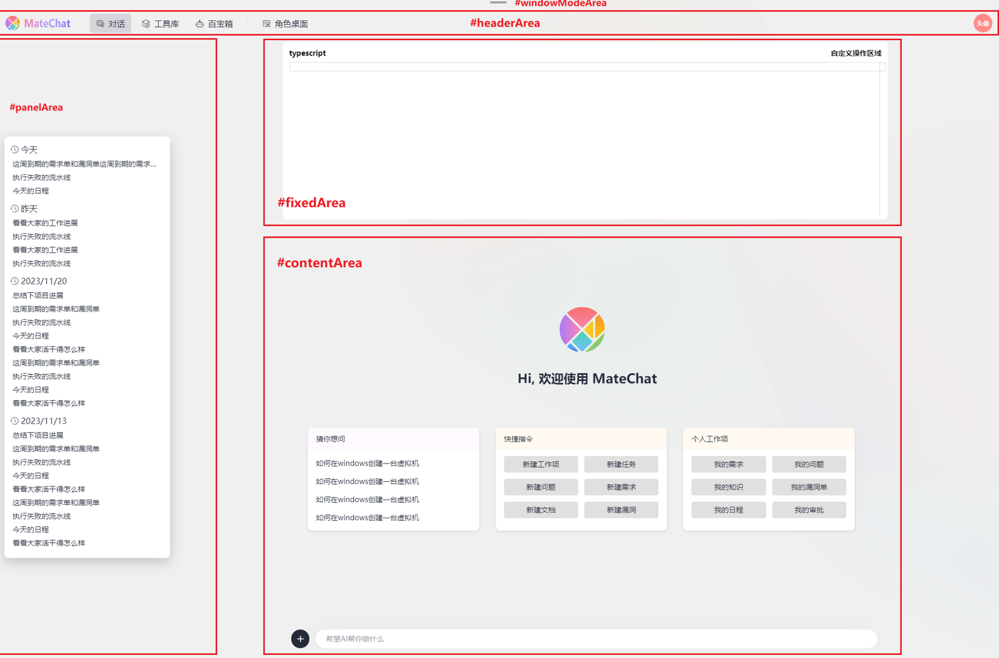 #windowModeArea
MateChat
对话
工具库
百宝箱
角色桌面
#headerArea
头像
#panelArea
今天
这周到期的需求单和漏洞单这周到期的需求...
执行失败的流水线
今天的日程
昨天
看看大家的工作进展
执行失败的流水线
看看大家的工作进展
执行失败的流水线
2023/11/20
总结下项目进展
这周到期的需求单和漏洞单
执行失败的流水线
今天的日程
看看大家活干得怎么样
这周到期的需求单和漏洞单
执行失败的流水线
今天的日程
看看大家活干得怎么样
2023/11/13
总结下项目进展
这周到期的需求单和漏洞单
执行失败的流水线
今天的日程
看看大家活干得怎么样
这周到期的需求单和漏洞单
执行失败的流水线
今天的日程
看看大家活干得怎么样
typescript
自定义操作区域
#fixedArea
#contentArea
Hi, 欢迎使用 MateChat
猜你想问
如何在windows创建一台虚拟机
如何在windows创建一台虚拟机
如何在windows创建一台虚拟机
如何在windows创建一台虚拟机
快捷指令
新建工作项
新建任务
新建问题
新建需求
新建文档
新建漏洞
个人工作项
我的需求
我的问题
我的知识
我的漏洞单
我的日程
我的审批
希望AI帮你做什么